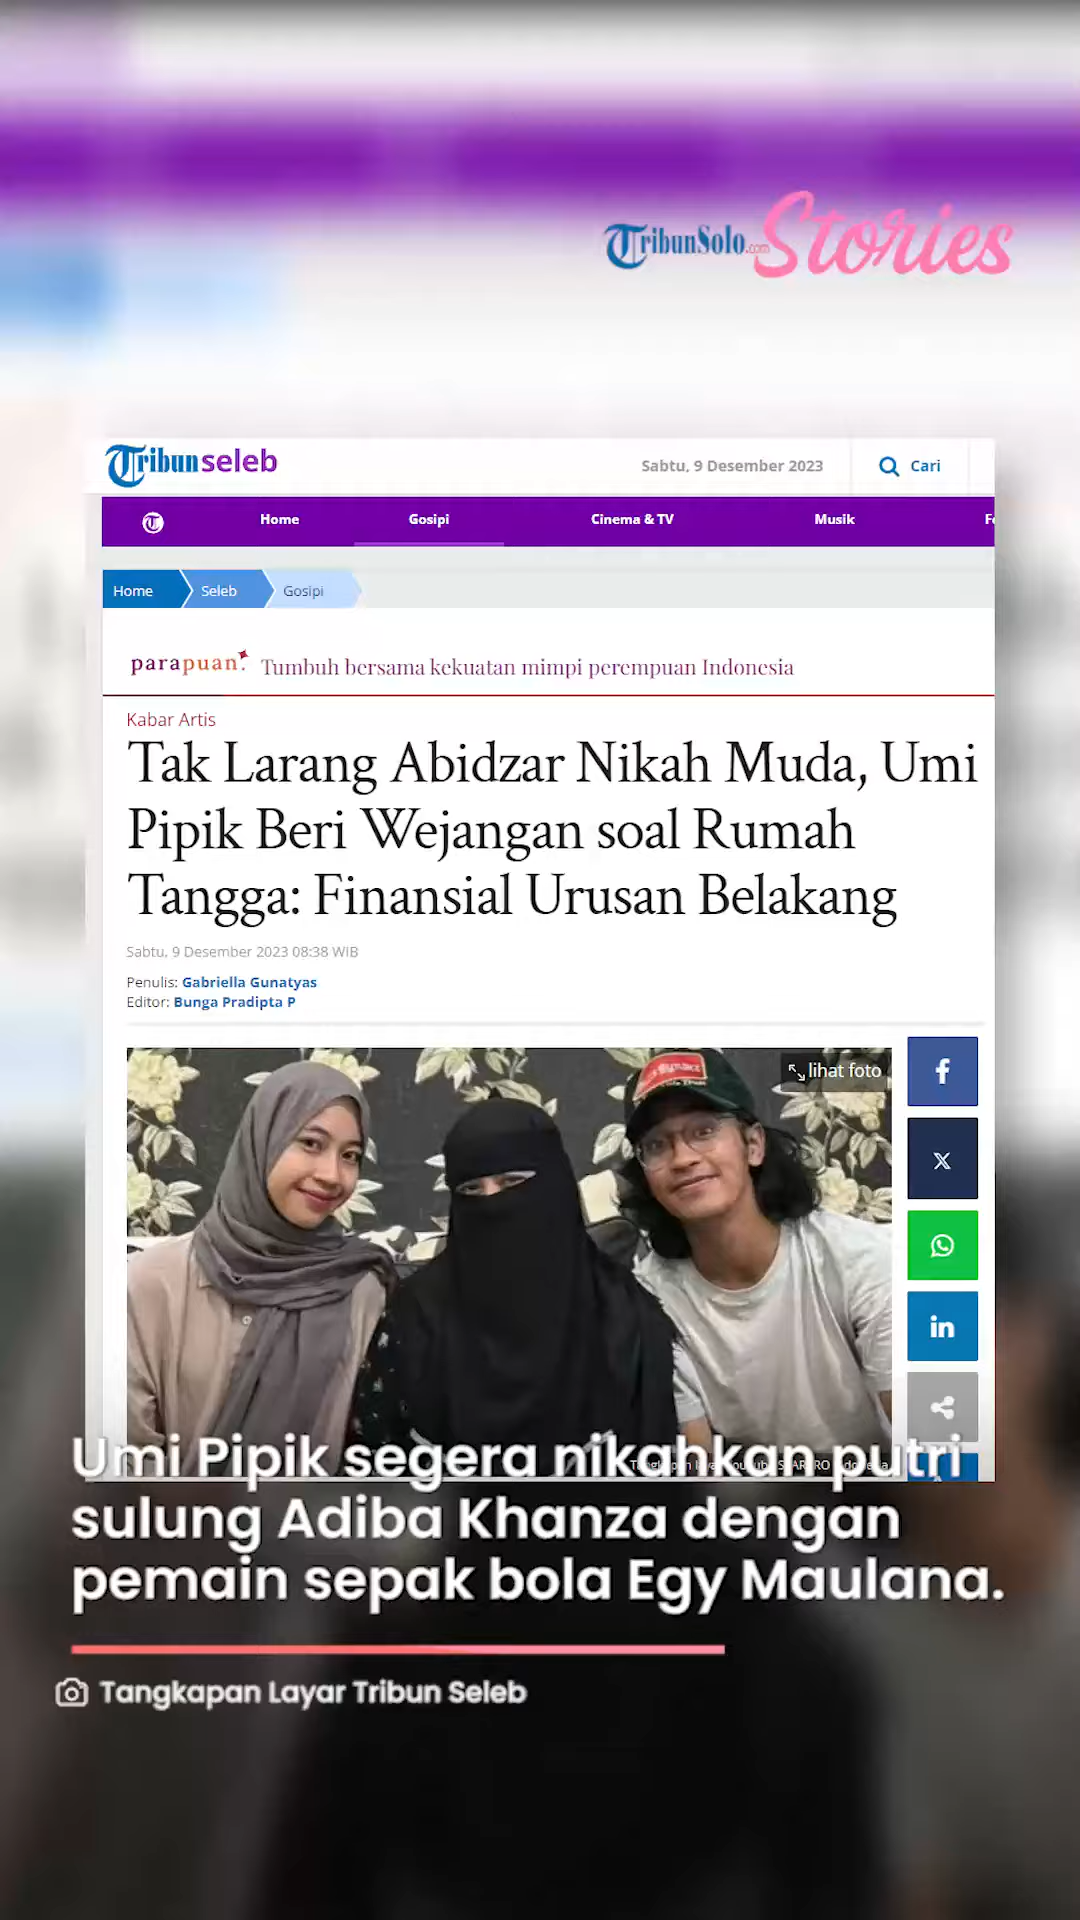 TribunSolo.com Stories
Tribunseleb
Sabtu, 9 Desember 2023
Cari
Home
Gosipi
Cinema & TV
Musik
Home
Seleb
Gosipi
parapuan. Tumbuh bersama kekuatan mimpi perempuan Indonesia
Kabar Artis
Tak Larang Abidzar Nikah Muda, Umi
Pipik Beri Wejangan soal Rumah
Tangga: Finansial Urusan Belakang
Sabtu, 9 Desember 2023 08:38 WIB
Penulis: Gabriella Gunatyas
Editor: Bunga Pradipta P
lihat foto
Umi Pipik segera nikahkan putri
sulung Adiba Khanza dengan
pemain sepak bola Egy Maulana.
Tangkapan Layar Tribun Seleb